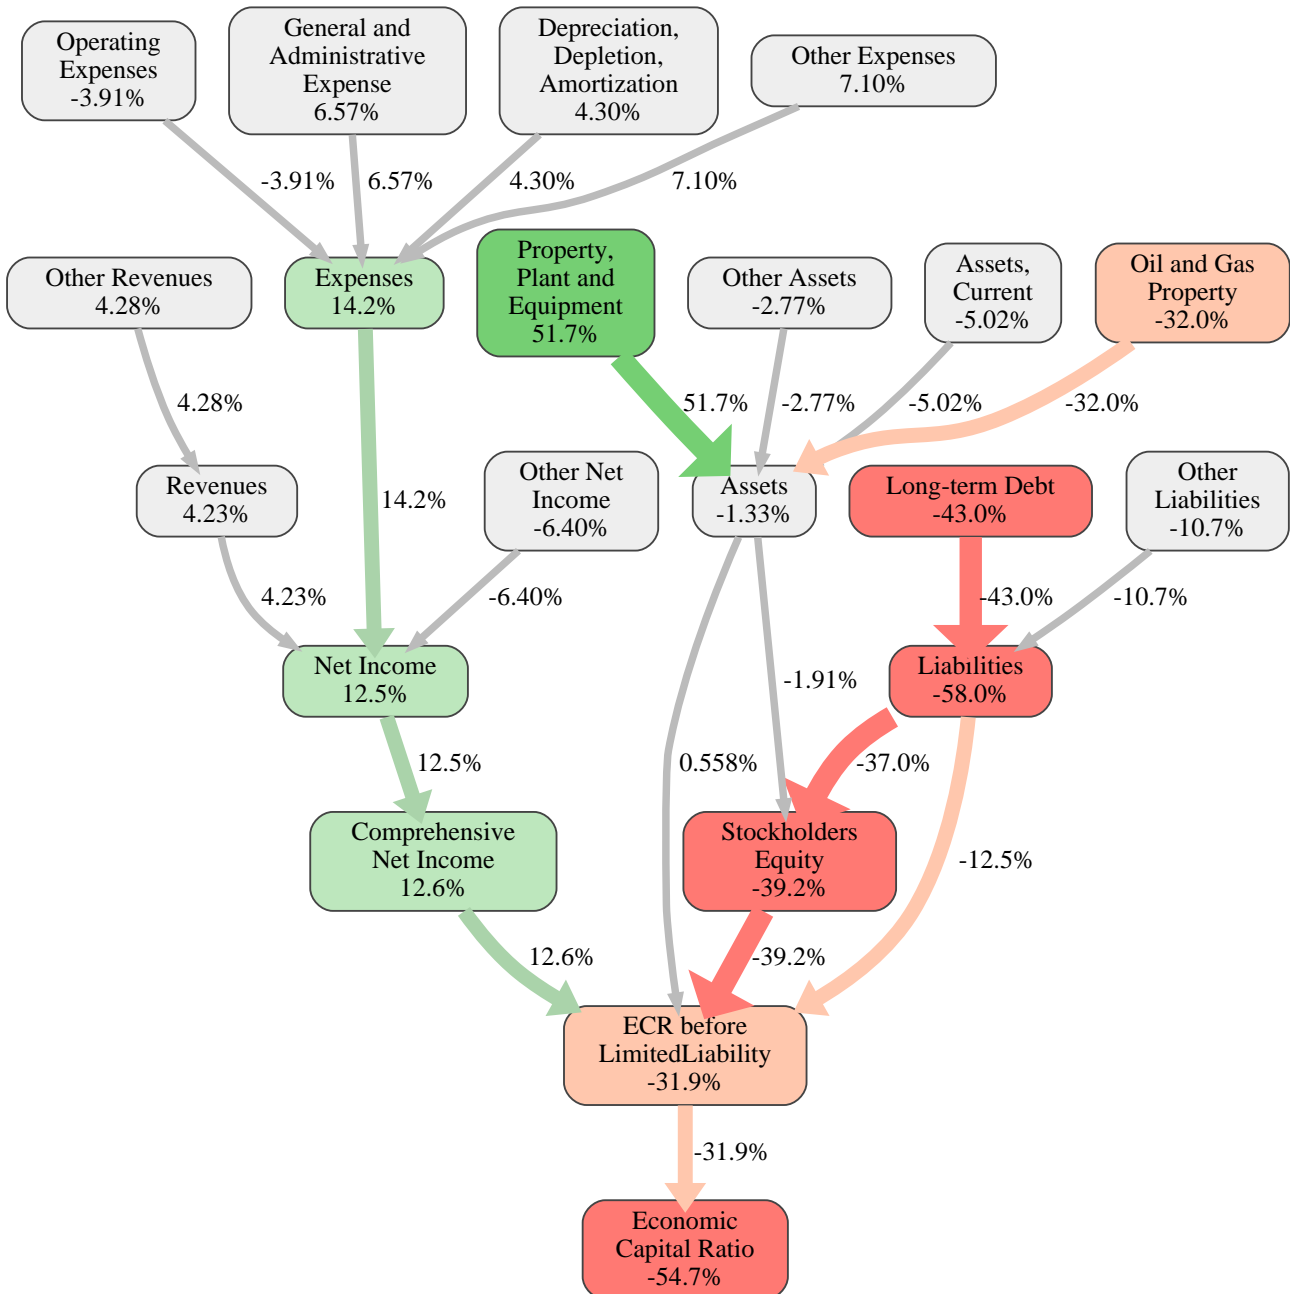 Operating
Expenses
-3.91%
General and
Administrative
Expense
6.57%
Depreciation,
Depletion,
Amortization
4.30%
Other Expenses
7.10%
-3.91%
6.57%
4.30%
7.10%
Other Revenues
4.28%
Expenses
14.2%
Property,
Plant and
Equipment
51.7%
Other Assets
-2.77%
Assets,
Current
-5.02%
Oil and Gas
Property
-32.0%
4.28%
51.7%
-2.77%
-5.02%
-32.0%
Revenues
4.23%
14.2%
Other Net
Income
-6.40%
Assets
-1.33%
Long-term Debt
-43.0%
Other
Liabilities
-10.7%
4.23%
-6.40%
-43.0%
-10.7%
Net Income
12.5%
-1.91%
Liabilities
-58.0%
12.5%
0.558%
-37.0%
Comprehensive
Net Income
12.6%
Stockholders
Equity
-39.2%
-12.5%
12.6%
-39.2%
ECR before
LimitedLiability
-31.9%
-31.9%
Economic
Capital Ratio
-54.7%